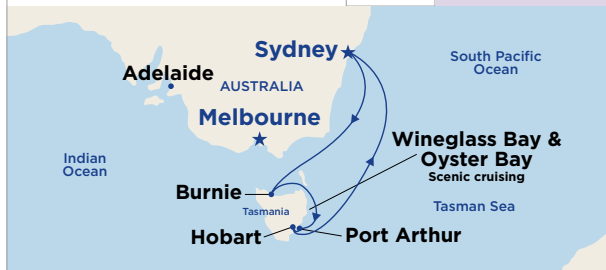 Sydney
South Pacific
Ocean
Adelaide
AUSTRALIA
Melbourne
Wineglass Bay &
Oyster Bay
Scenic cruising
Indian
Ocean
Burnie
Tasmania
Tasman Sea
Hobart
Port Arthur